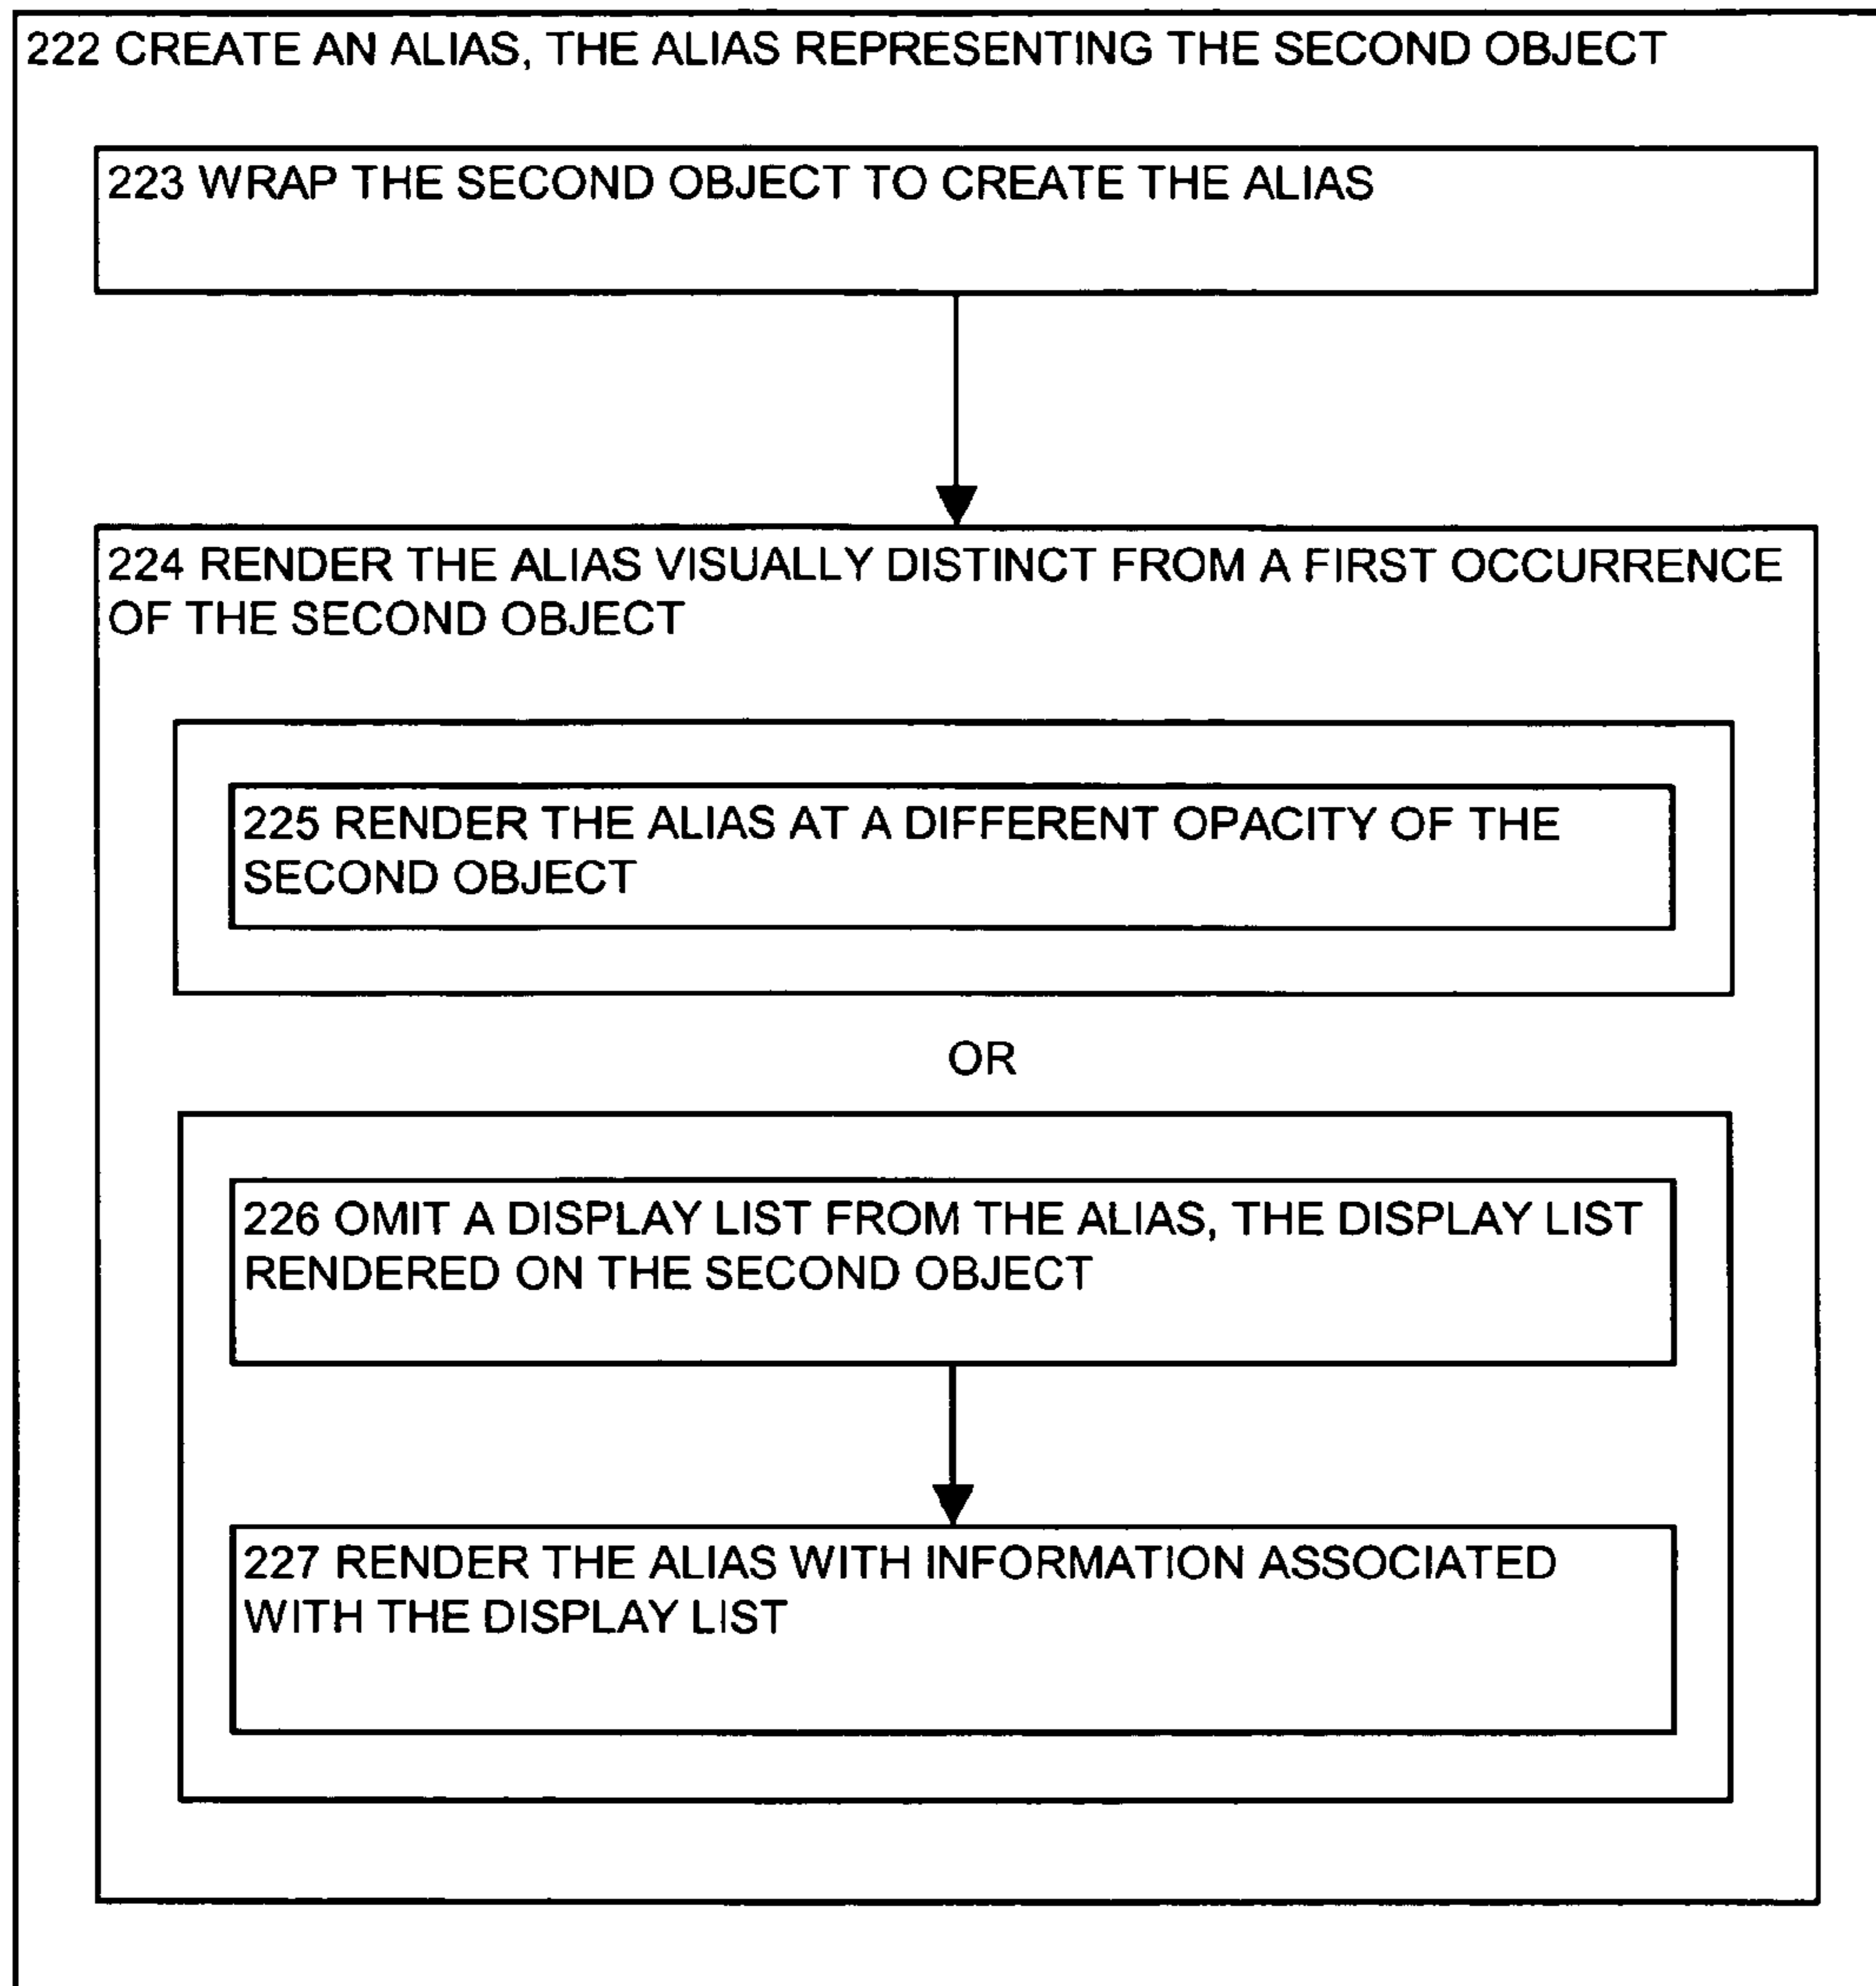 222 CREATE AN ALIAS, THE ALIAS REPRESENTING THE SECOND OBJECT
223 WRAP THE SECOND OBJECT TO CREATE THE ALIAS
224 RENDER THE ALIAS VISUALLY DISTINCT FROM A FIRST OCCURRENCE
OF THE SECOND OBJECT
225 RENDER THE ALIAS AT A DIFFERENT OPACITY OF THE
SECOND OBJECT
OR
226 OMIT A DISPLAY LIST FROM THE ALIAS, THE DISPLAY LIST
RENDERED ON THE SECOND OBJECT
227 RENDER THE ALIAS WITH INFORMATION ASSOCIATED
WITH THE DISPLAY LIST